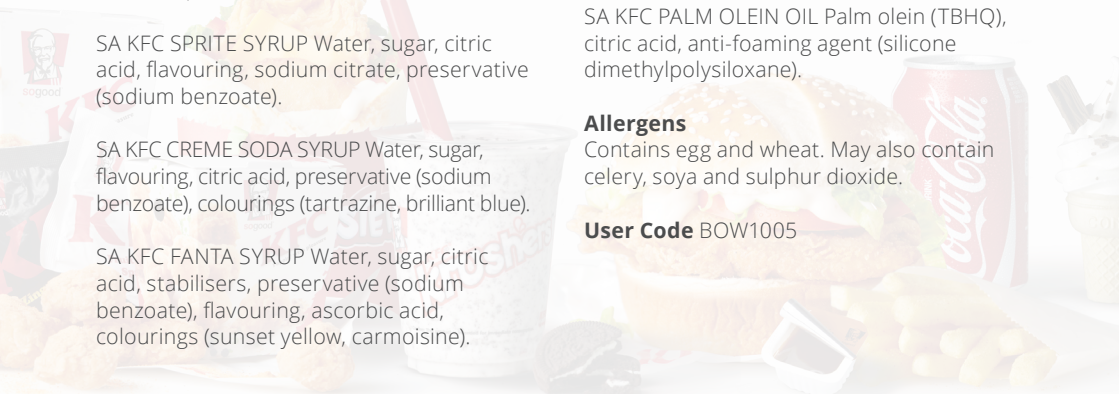 SA KFC SPRITE SYRUP Water, sugar, citric
acid, flavouring, sodium citrate, preservative
(sodium benzoate).
SA KFC CREME SODA SYRUP Water, sugar,
flavouring, citric acid, preservative (sodium
benzoate), colourings (tartrazine, brilliant blue).
SA KFC FANTA SYRUP Water, sugar, citric
acid, stabilisers, preservative (sodium
benzoate), flavouring, ascorbic acid,
colourings (sunset yellow, carmoisine).
SA KFC PALM OLEIN OIL Palm olein (TBHQ),
citric acid, anti-foaming agent (silicone
dimethylpolysiloxane).
Allergens
Contains egg and wheat. May also contain
celery, soya and sulphur dioxide.
User Code BOW1005
sogood
KFC
Coca-Cola